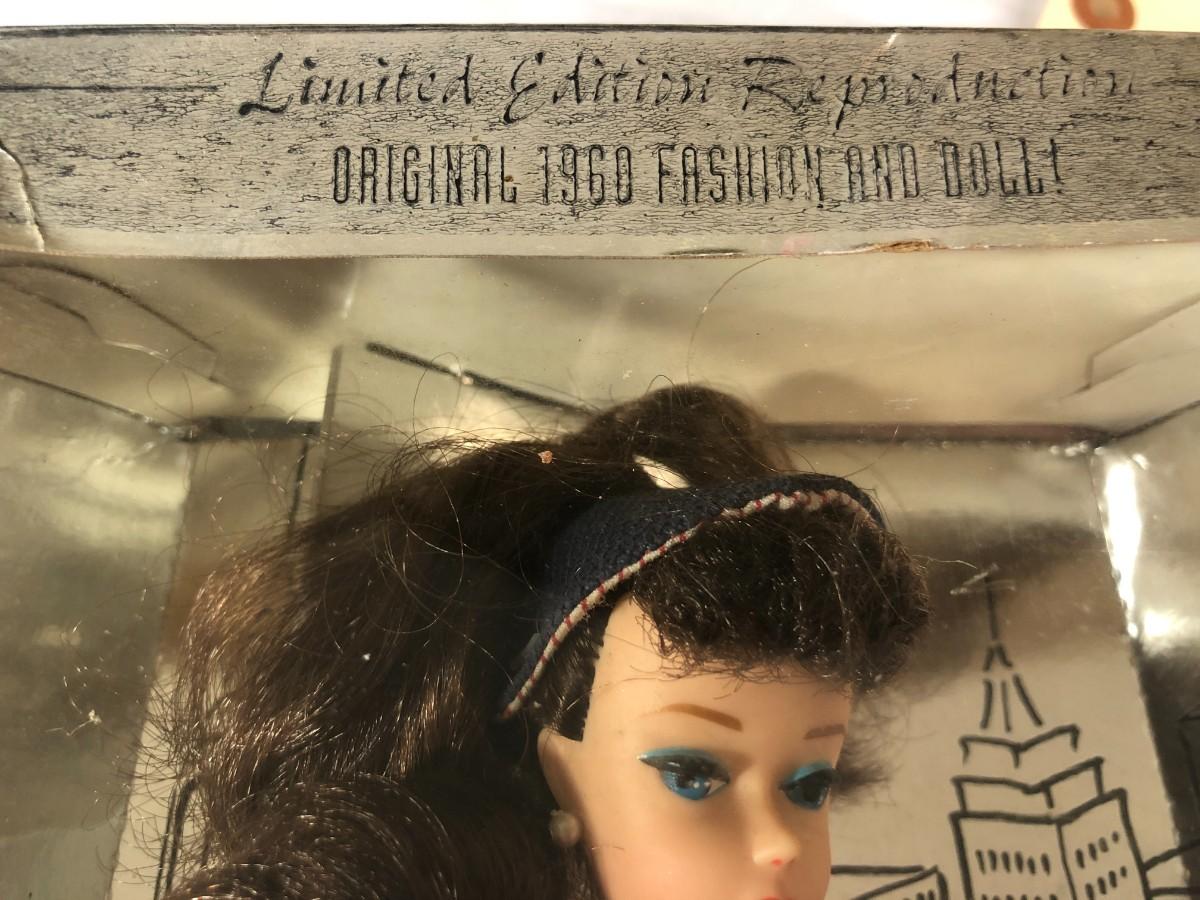 Limited Edition Reproduction
ORIGINAL 1960 FASHION AND DOLL!